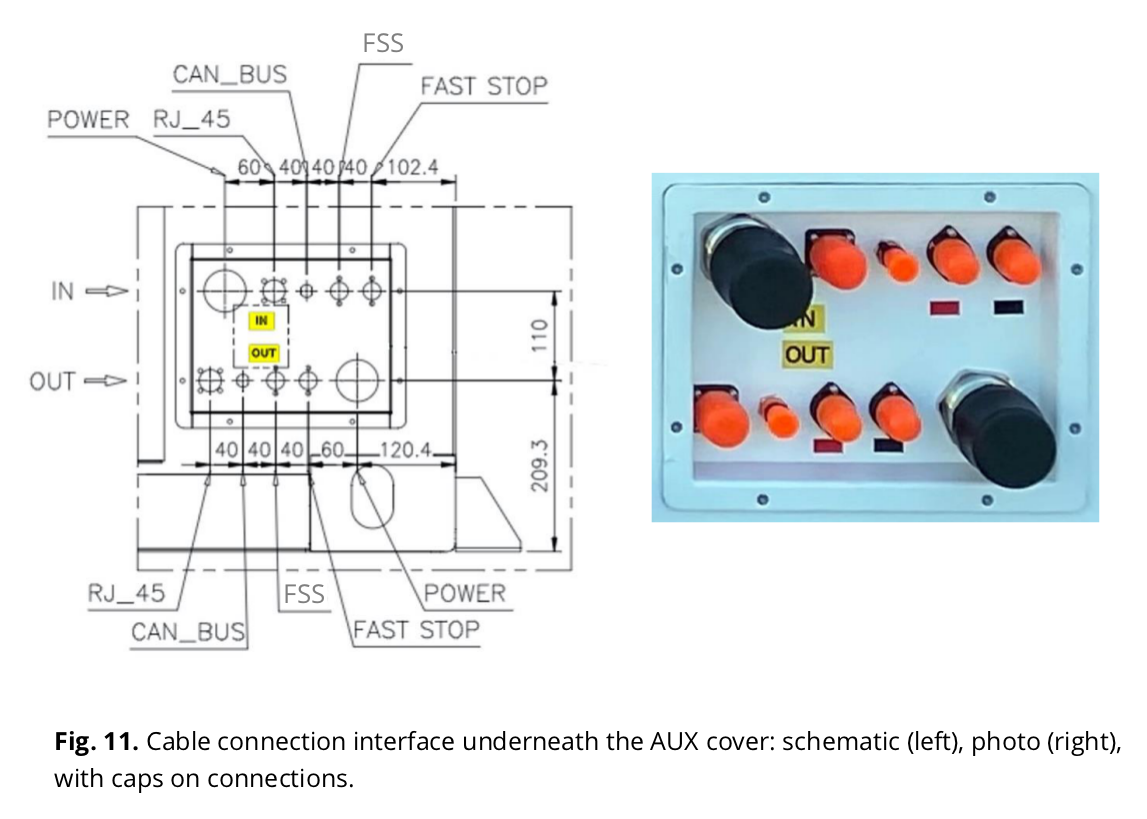 FSS
CAN_BUS
FAST STOP
POWER RJ_45
60 40 40 40 102.4
IN
IN
OUT
OUT
110
40 40 40 60 120.4
209.3
RJ_45
FSS
POWER
CAN_BUS
FAST STOP
IN
OUT
Fig. 11. Cable connection interface underneath the AUX cover: schematic (left), photo (right),
with caps on connections.